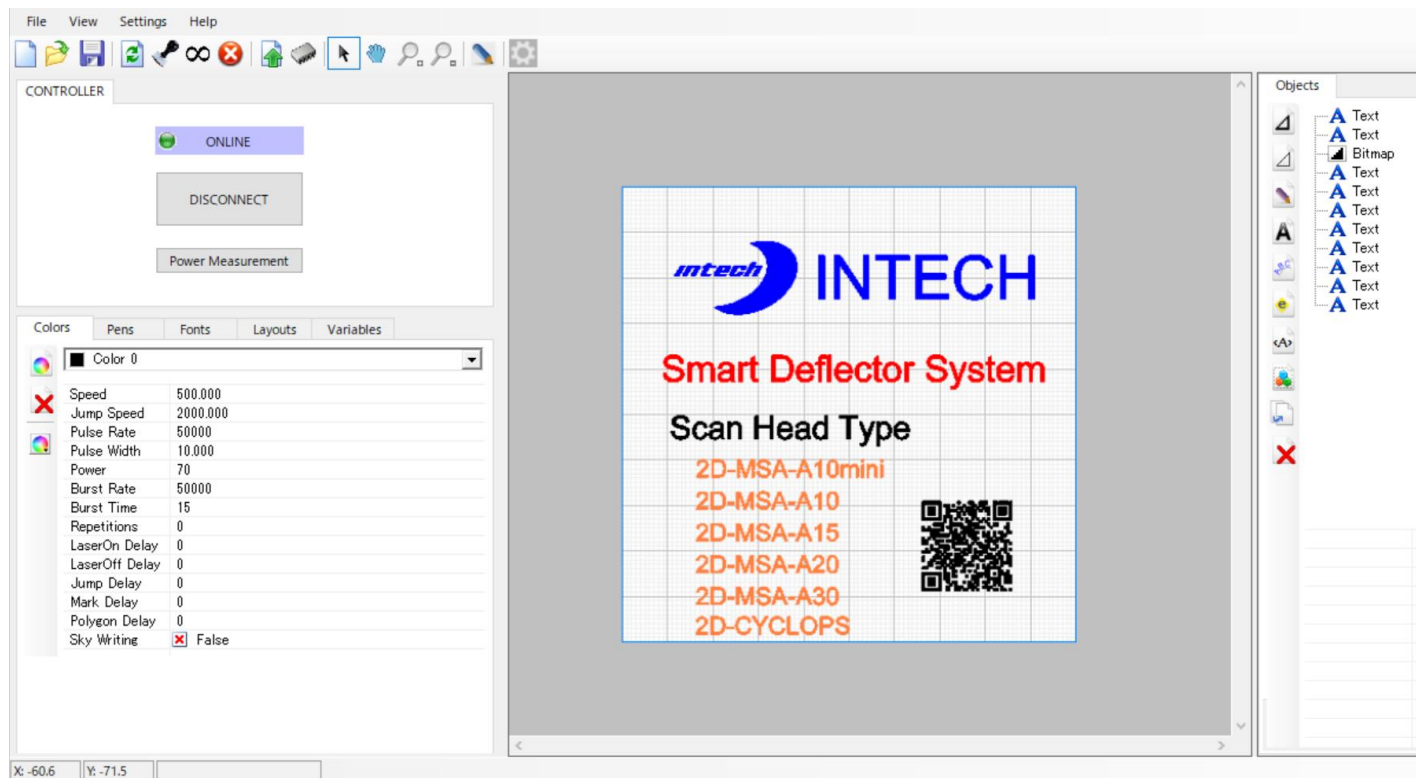 File View Settings Help
CONTROLLER
ONLINE
DISCONNECT
Power Measurement
Colors Pens Fonts Layouts Variables
Color 0
Speed 500.000
Jump Speed 2000.000
Pulse Rate 50000
Pulse Width 10.000
Power 70
Burst Rate 50000
Burst Time 15
Repetitions 0
LaserOn Delay 0
LaserOff Delay 0
Jump Delay 0
Mark Delay 0
Polygon Delay 0
Sky Writing False
X: -60.6 Y: -71.5
intech INTECH
Smart Deflector System
Scan Head Type
2D-MSA-A10mini
2D-MSA-A10
2D-MSA-A15
2D-MSA-A20
2D-MSA-A30
2D-CYCLOPS
Objects
A Text
A Text
Bitmap
A Text
A Text
A Text
A Text
A Text
A Text
A Text
A Text
A
e
<A>